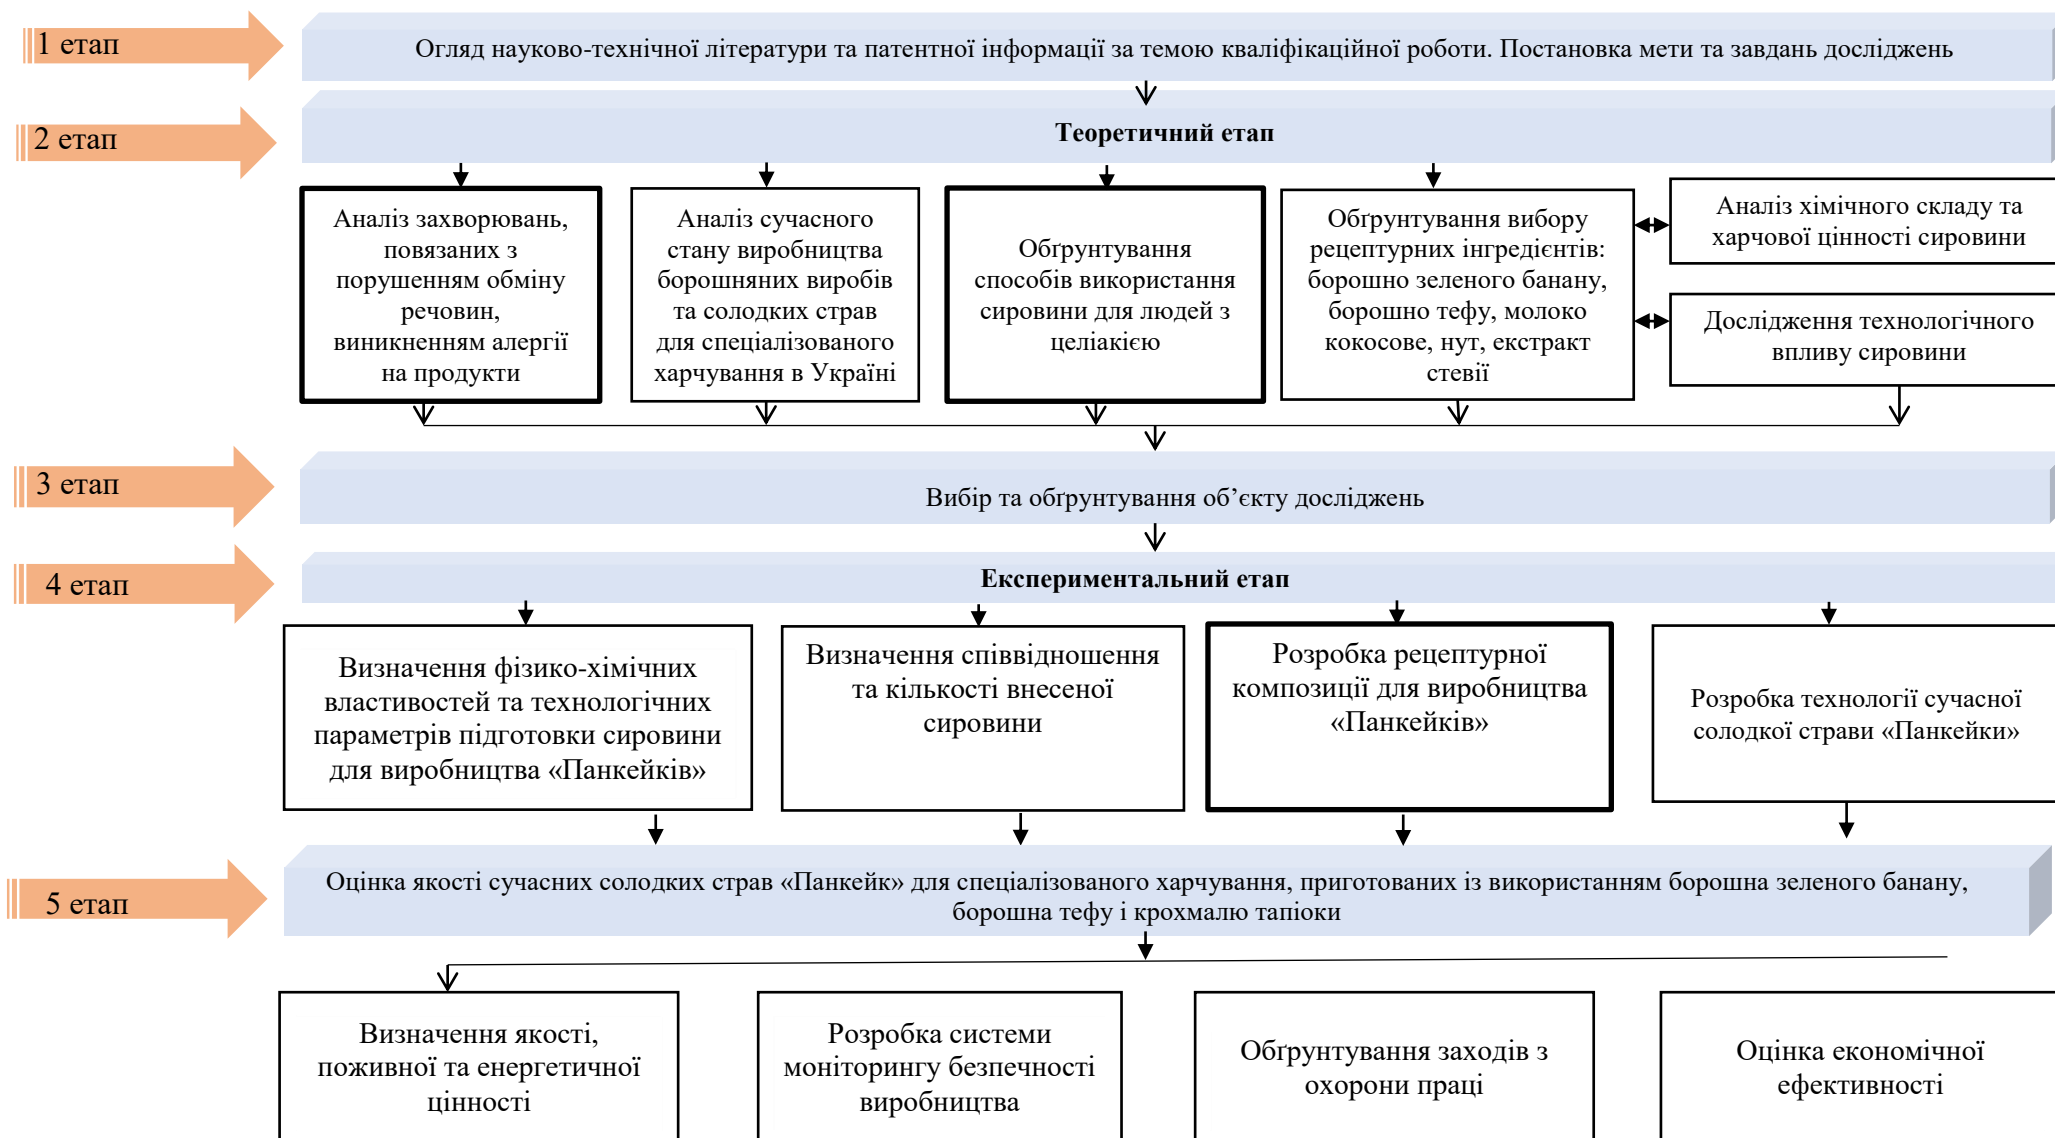 1 етап
Огляд науково-технічної літератури та патентної інформації за темою кваліфікаційної роботи. Постановка мети та завдань досліджень
2 етап
Теоретичний етап
Аналіз захворювань,
повязаних з
порушенням обміну
речовин,
виникненням алергії
на продукти
Аналіз сучасного
стану виробництва
борошняних виробів
та солодких страв
для спеціалізованого
харчування в Україні
Обґрунтування
способів використання
сировини для людей з
целіакією
Обґрунтування вибору
рецептурних інгредієнтів:
борошно зеленого банану,
борошно тефу, молоко
кокосове, нут, екстракт
стевії
Аналіз хімічного складу та
харчової цінності сировини
Дослідження технологічного
впливу сировини
3 етап
Вибір та обґрунтування об’єкту досліджень
4 етап
Експериментальний етап
Визначення фізико-хімічних
властивостей та технологічних
параметрів підготовки сировини
для виробництва «Панкейків»
Визначення співвідношення
та кількості внесеної
сировини
Розробка рецептурної
композиції для виробництва
«Панкейків»
Розробка технології сучасної
солодкої страви «Панкейки»
5 етап
Оцінка якості сучасних солодких страв «Панкейк» для спеціалізованого харчування, приготованих із використанням борошна зеленого банану,
борошна тефу і крохмалю тапіоки
Визначення якості,
поживної та енергетичної
цінності
Розробка системи
моніторингу безпечності
виробництва
Обґрунтування заходів з
охорони праці
Оцінка економічної
ефективності